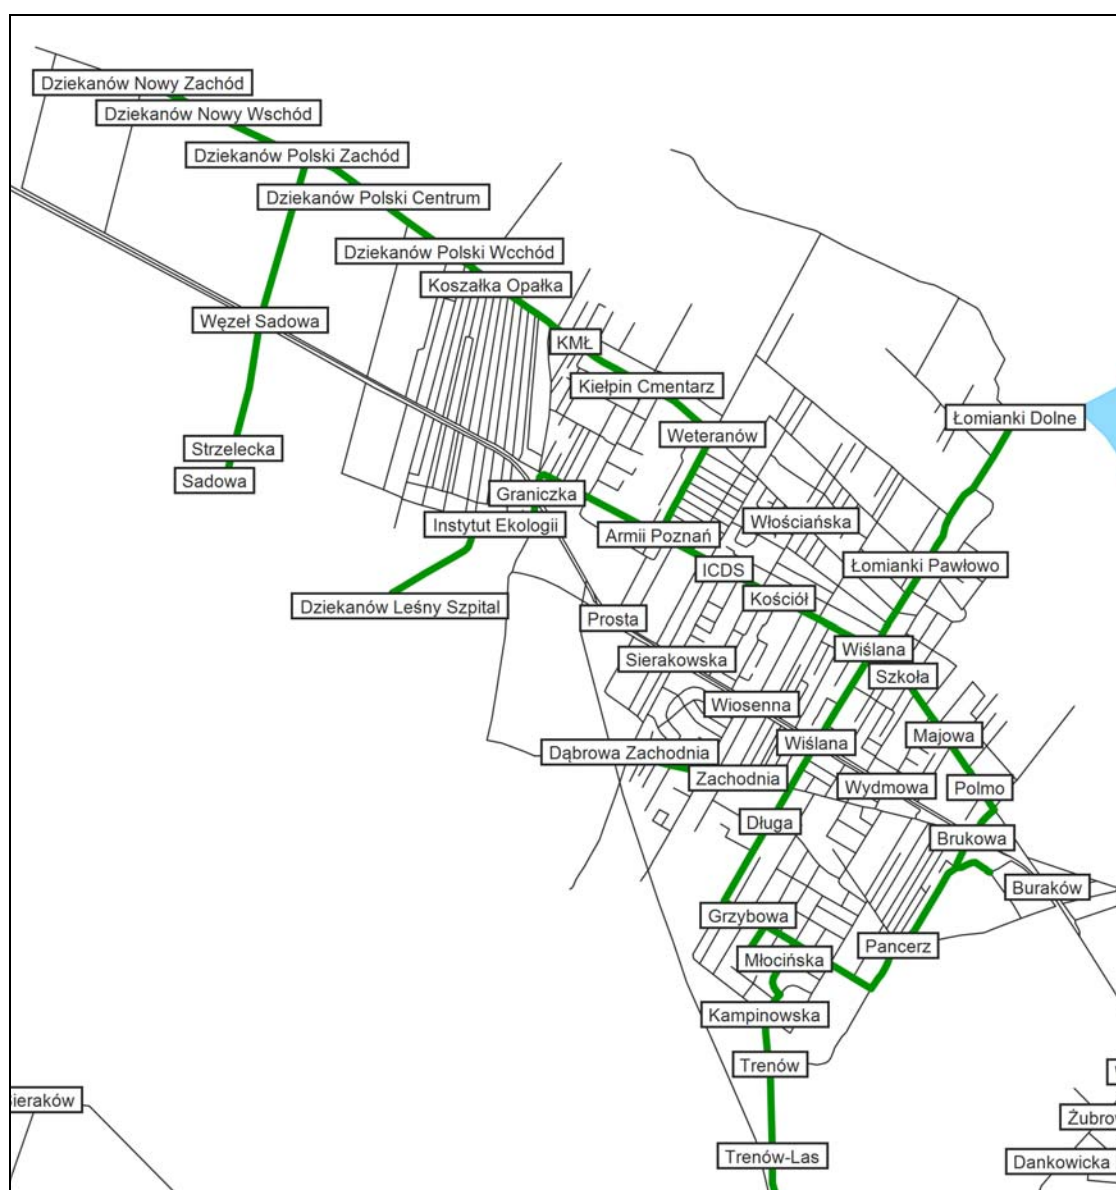 Dziekanów Nowy Zachód
Dziekanów Nowy Wschód
Dziekanów Polski Zachód
Dziekanów Polski Centrum
Dziekanów Polski Wcchód
Koszałka Opałka
Węzeł Sadowa
KMŁ
Kiełpin Cmentarz
Łomianki Dolne
Weteranów
Strzelecka
Sadowa
Graniczka
Włościańska
Instytut Ekologii
Armii Poznań
Łomianki Pawłowo
ICDS
Kościół
Dziekanów Leśny Szpital
Prosta
Wiślana
Sierakowska
Szkoła
Wiosenna
Majowa
Wiślana
Dąbrowa Zachodnia
Zachodnia
Wydmowa
Polmo
Długa
Brukowa
Buraków
Grzybowa
Pancerz
Młocińska
Kampinowska
Trenów
ieraków
Żubro
Trenów-Las
Dankowicka